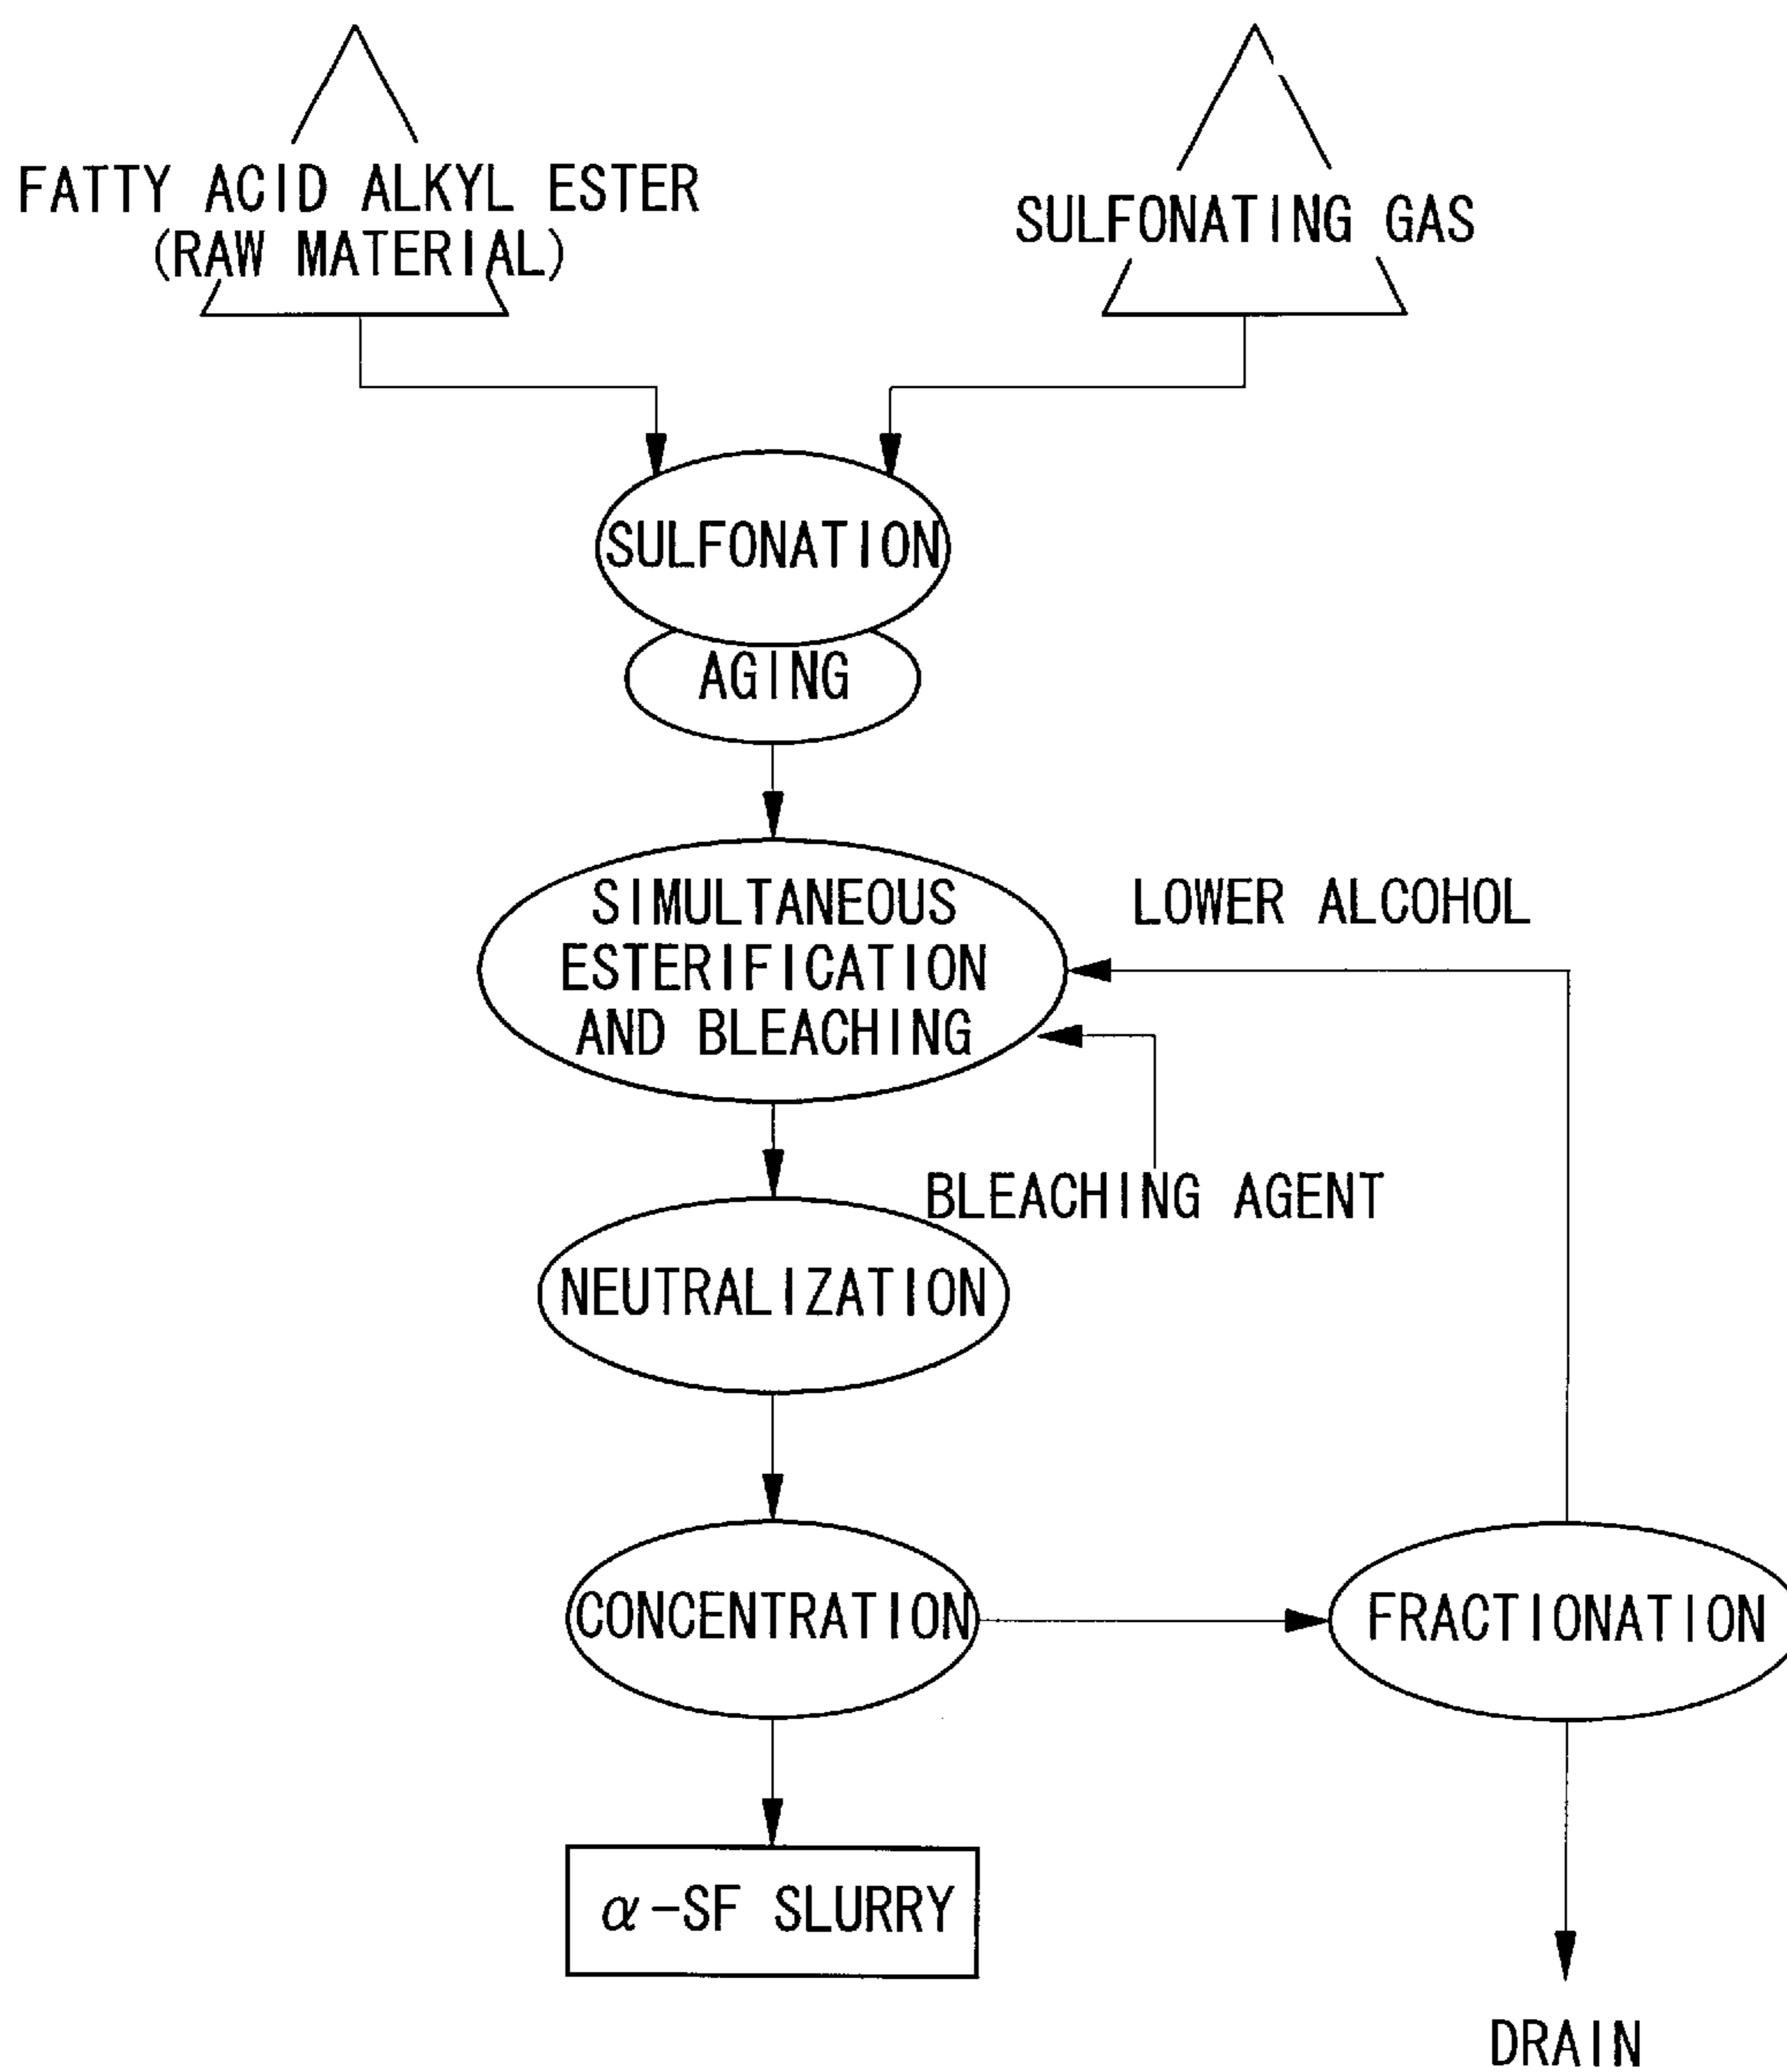 FATTY ACID ALKYL ESTER
(RAW MATERIAL)
SULFONATING GAS
SULFONATION
AGING
SIMULTANEOUS
ESTERIFICATION
AND BLEACHING
LOWER ALCOHOL
BLEACHING AGENT
NEUTRALIZATION
CONCENTRATION
FRACTIONATION
α-SF SLURRY
DRAIN